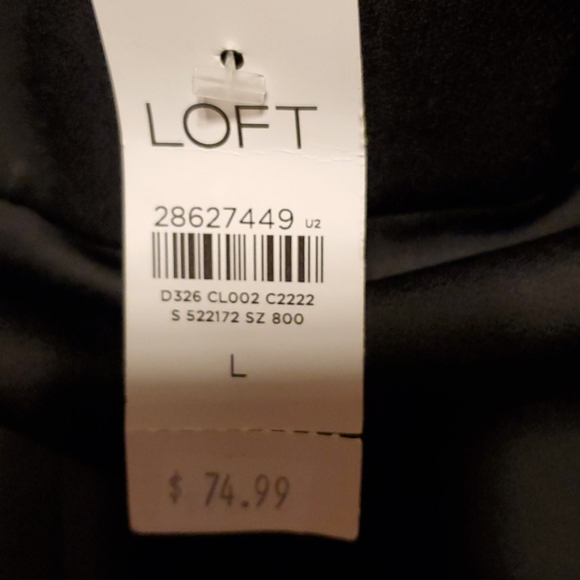 LOFT
28627449 U2
D326 CL002 C2222
S 522172 SZ 800
L
$ 74.99